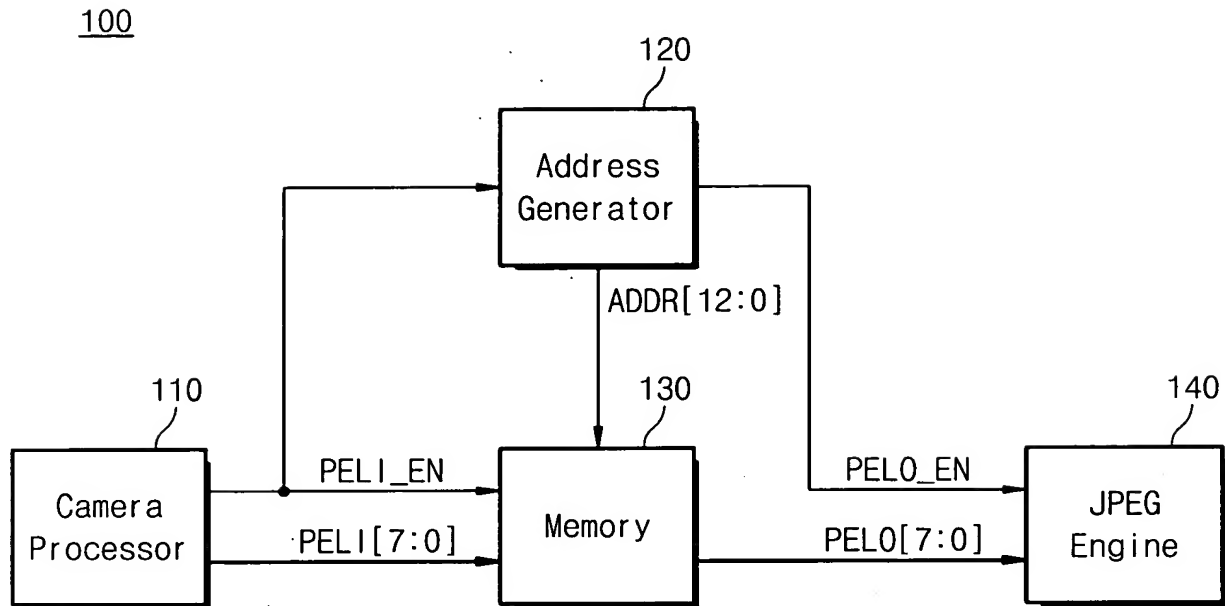 100
120
Address
Generator
ADDR[12:0]
110
130
140
Camera
Processor
PELI_EN
PELI[7:0]
Memory
PELO_EN
PELO[7:0]
JPEG
Engine